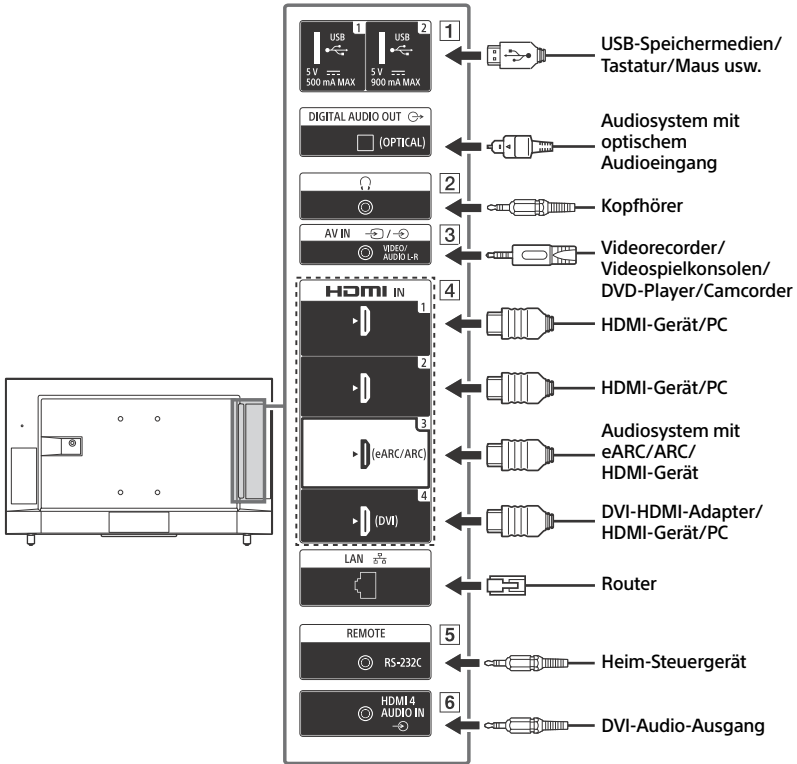 1
USB
2
USB
5 V
500 mA MAX
5 V
900 mA MAX
1
USB-Speichermedien/
Tastatur/Maus usw.
DIGITAL AUDIO OUT
(OPTICAL)
Audiosystem mit
optischem
Audioeingang
2
Kopfhörer
AV IN
/
VIDEO/
AUDIO L-R
3
Videorecorder/
Videospielkonsolen/
DVD-Player/Camcorder
HDMI IN
4
1
HDMI-Gerät/PC
2
HDMI-Gerät/PC
3
(eARC/ARC)
Audiosystem mit
eARC/ARC/
HDMI-Gerät
4
(DVI)
DVI-HDMI-Adapter/
HDMI-Gerät/PC
LAN
Router
REMOTE
RS-232C
5
Heim-Steuergerät
HDMI 4
AUDIO IN
6
DVI-Audio-Ausgang